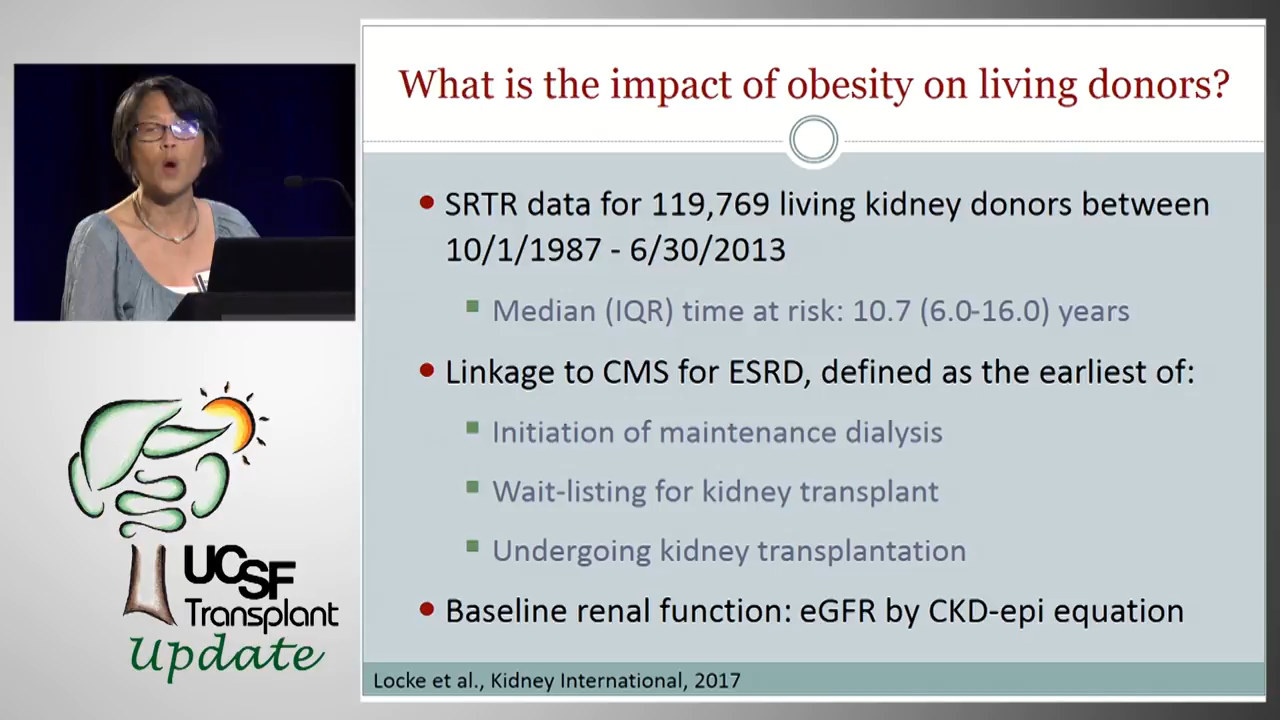 What is the impact of obesity on living donors?
• SRTR data for 119,769 living kidney donors between
10/1/1987 - 6/30/2013
▪ Median (IQR) time at risk: 10.7 (6.0-16.0) years
• Linkage to CMS for ESRD, defined as the earliest of:
▪ Initiation of maintenance dialysis
▪ Wait-listing for kidney transplant
▪ Undergoing kidney transplantation
• Baseline renal function: eGFR by CKD-epi equation
Locke et al., Kidney International, 2017
UCSF
Transplant
Update